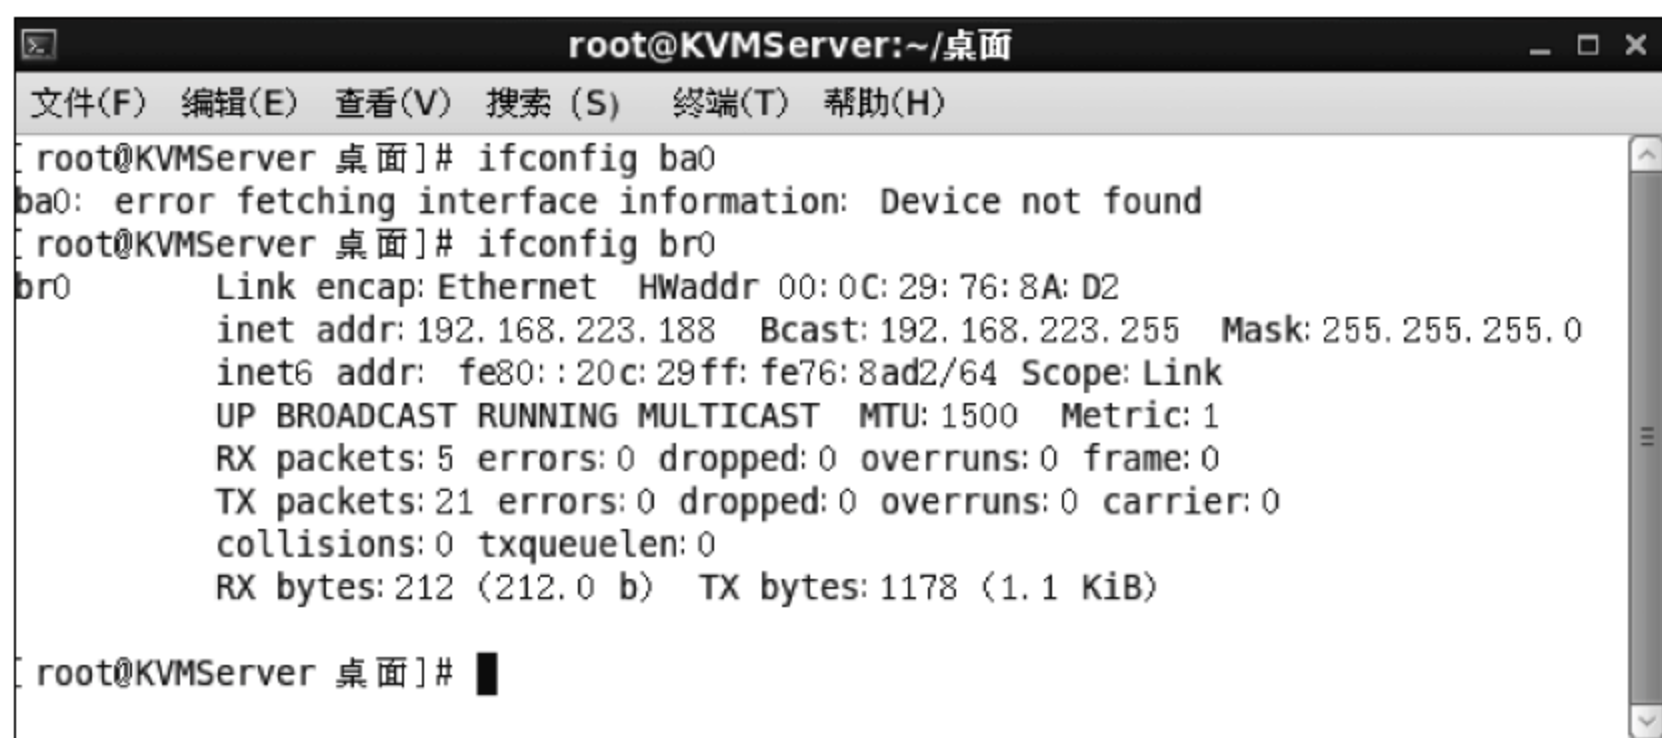 root@KVMServer:~/桌面
文件(F) 编辑(E) 查看(V) 搜索 (S) 终端(T) 帮助(H)
[root@KVMServer 桌面]# ifconfig ba0
ba0: error fetching interface information: Device not found
[root@KVMServer 桌面]# ifconfig br0
br0 Link encap:Ethernet HWaddr 00:0C:29:76:8A:D2
inet addr:192.168.223.188 Bcast:192.168.223.255 Mask:255.255.255.0
inet6 addr: fe80::20c:29ff:fe76:8ad2/64 Scope:Link
UP BROADCAST RUNNING MULTICAST MTU:1500 Metric:1
RX packets:5 errors:0 dropped:0 overruns:0 frame:0
TX packets:21 errors:0 dropped:0 overruns:0 carrier:0
collisions:0 txqueuelen:0
RX bytes:212 (212.0 b) TX bytes:1178 (1.1 KiB)
[root@KVMServer 桌面]#